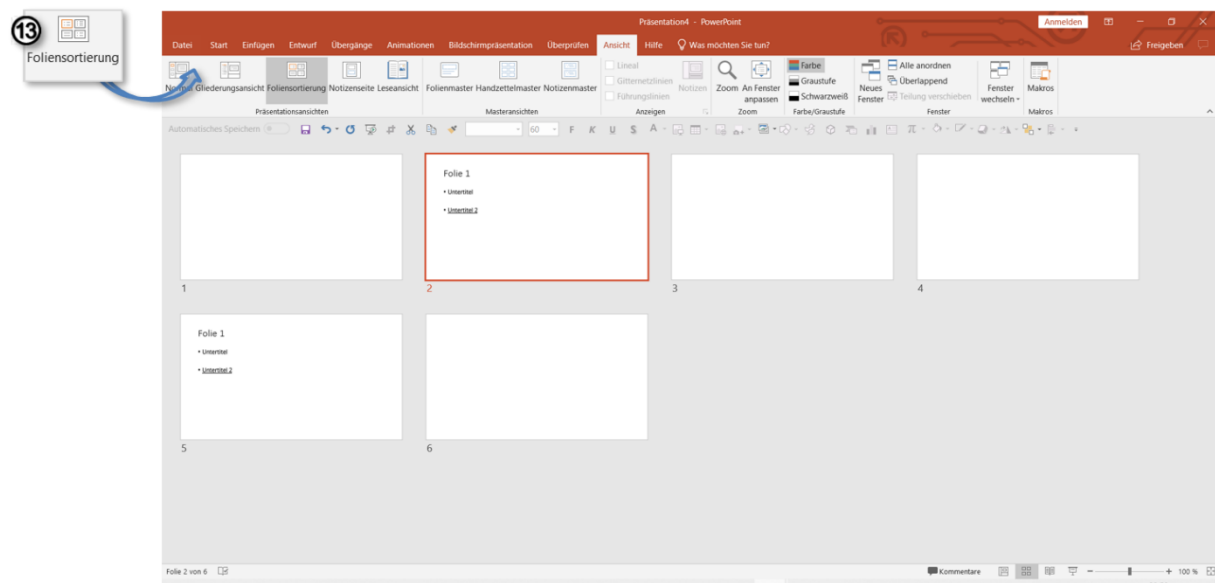 ⑬
Foliensortierung
Präsentation4 - PowerPoint
Anmelden
Datei Start Einfügen Entwurf Übergänge Animationen Bildschirmpräsentation Überprüfen Ansicht Hilfe Was möchten Sie tun?
Freigeben
Gliederungsansicht Foliensortierung Notizenseite Leseansicht
Präsentationsansichten
Folienmaster Handzettelmaster Notizenmaster
Masteransichten
Lineal
Gitternetzlinien
Führungslinien
Notizen
Anzeigen
Zoom An Fenster
anpassen
Zoom
Farbe
Graustufe
Schwarzweiß
Farbe/Graustufe
Neues
Fenster
Alle anordnen
Überlappend
Teilung verschieben
Fenster
wechseln
Fenster
Makros
Makros
Automatisches Speichern
60
F K U S A
Folie 1
• Untertitel
• Untertitel 2
1
2
3
4
Folie 1
• Untertitel
• Untertitel 2
5
6
Folie 2 von 6
Kommentare
100 %